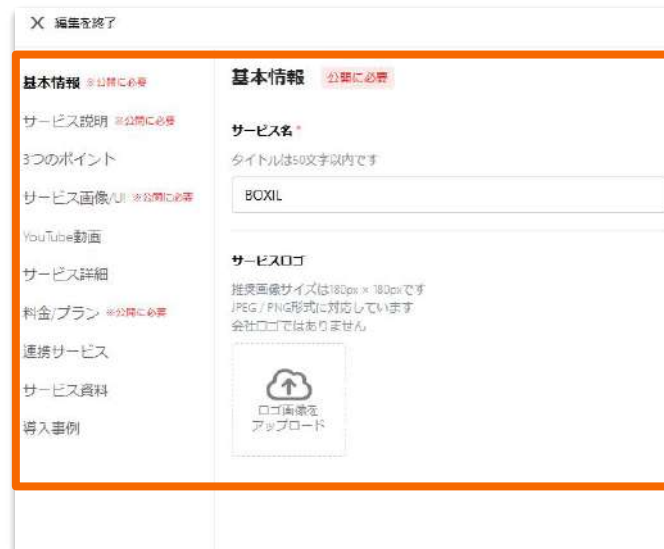 X 編集を終了
基本情報 ※公開に必要
サービス説明 ※公開に必要
3つのポイント
サービス画像/UI ※公開に必要
YouTube動画
サービス詳細
料金/プラン ※公開に必要
連携サービス
サービス資料
導入事例
基本情報 公開に必要
サービス名 *
タイトルは50文字以内です
BOXIL
サービスロゴ
推奨画像サイズは180px × 180pxです
JPEG / PNG形式に対応しています
会社ロゴではありません
ロゴ画像を
アップロード